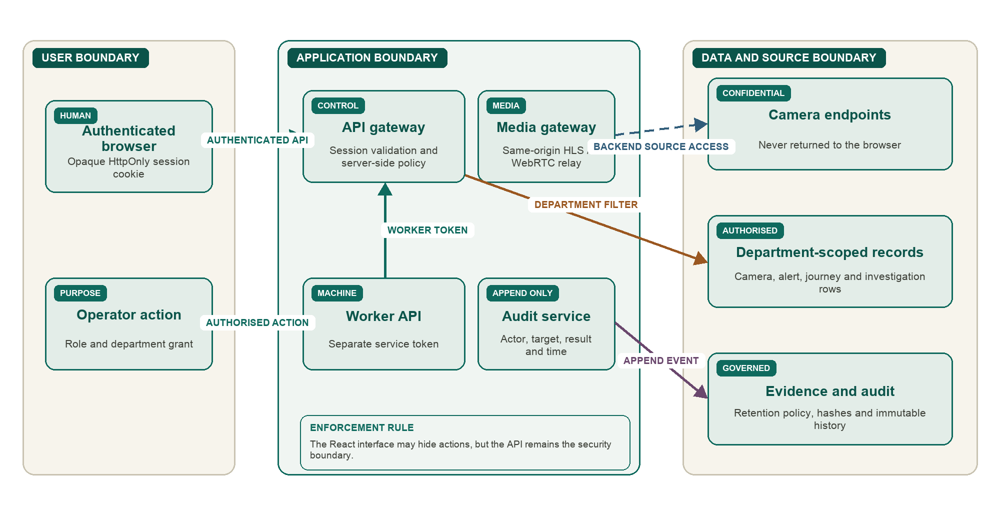 USER BOUNDARY
HUMAN
Authenticated
browser
Opaque HttpOnly session
cookie
PURPOSE
Operator action
Role and department grant
AUTHENTICATED API
AUTHORISED ACTION
APPLICATION BOUNDARY
CONTROL
API gateway
Session validation and
server-side policy
MEDIA
Media gateway
Same-origin HLS
WebRTC relay
BACKEND SOURCE ACCESS
DEPARTMENT FILTER
WORKER TOKEN
MACHINE
Worker API
Separate service token
APPEND ONLY
Audit service
Actor, target, result
and time
APPEND EVENT
ENFORCEMENT RULE
The React interface may hide actions, but the API remains the security
boundary.
DATA AND SOURCE BOUNDARY
CONFIDENTIAL
Camera endpoints
Never returned to the browser
AUTHORISED
Department-scoped records
Camera, alert, journey and investigation
rows
GOVERNED
Evidence and audit
Retention policy, hashes and immutable
history